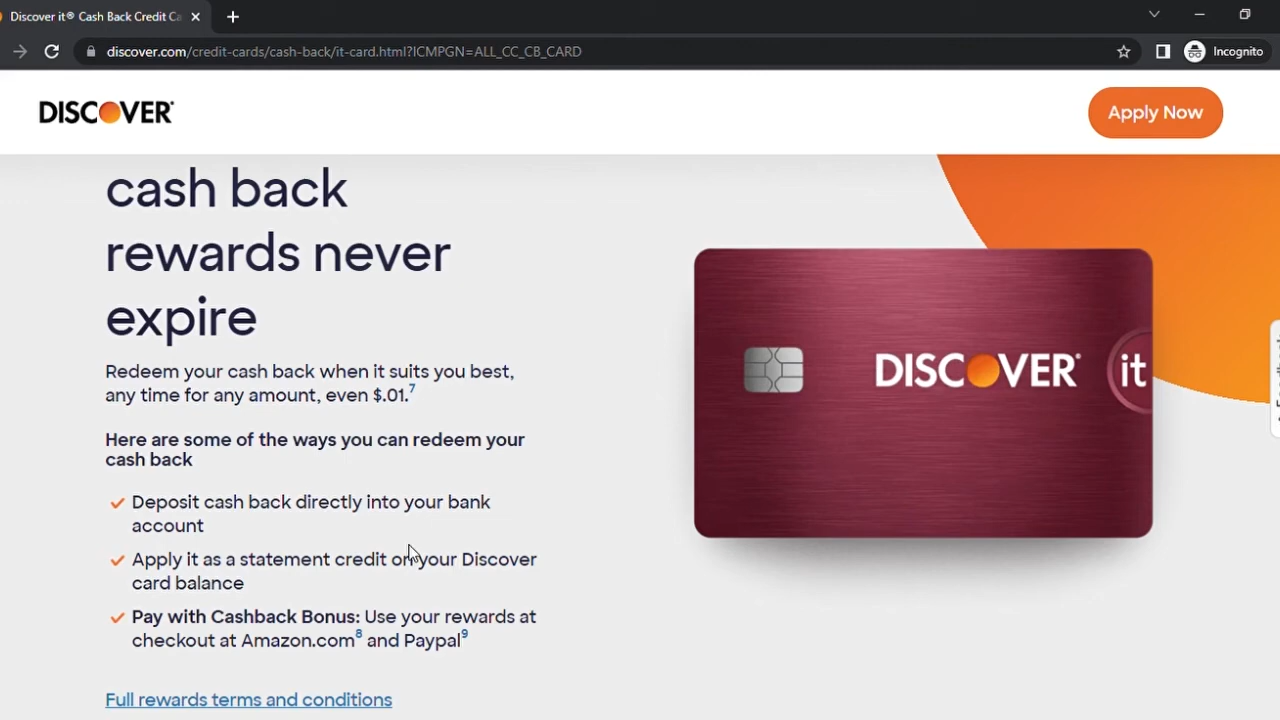 Discover it® Cash Back Credit Ca
discover.com/credit-cards/cash-back/it-card.html?ICMPGN=ALL_CC_CB_CARD
Incognito
DISCOVER
Apply Now
cash back
rewards never
expire
Redeem your cash back when it suits you best,
any time for any amount, even $.01.7
Here are some of the ways you can redeem your
cash back
Deposit cash back directly into your bank
account
Apply it as a statement credit on your Discover
card balance
Pay with Cashback Bonus: Use your rewards at
checkout at Amazon.com8 and Paypal9
Full rewards terms and conditions
DISCOVER®
it